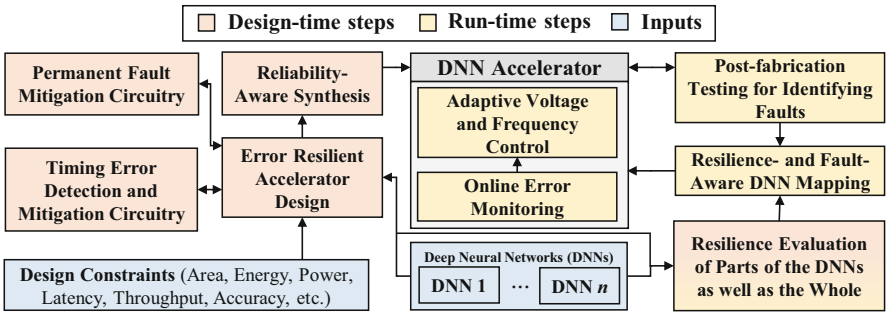 Design-time steps Run-time steps Inputs
Permanent Fault
Mitigation Circuitry
Reliability-
Aware Synthesis
DNN Accelerator
Post-fabrication
Testing for Identifying
Faults
Adaptive Voltage
and Frequency
Control
Timing Error
Detection and
Mitigation Circuitry
Error Resilient
Accelerator
Design
Online Error
Monitoring
Resilience- and Fault-
Aware DNN Mapping
Design Constraints (Area, Energy, Power,
Latency, Throughput, Accuracy, etc.)
Deep Neural Networks (DNNs)
DNN 1 ... DNN n
Resilience Evaluation
of Parts of the DNNs
as well as the Whole